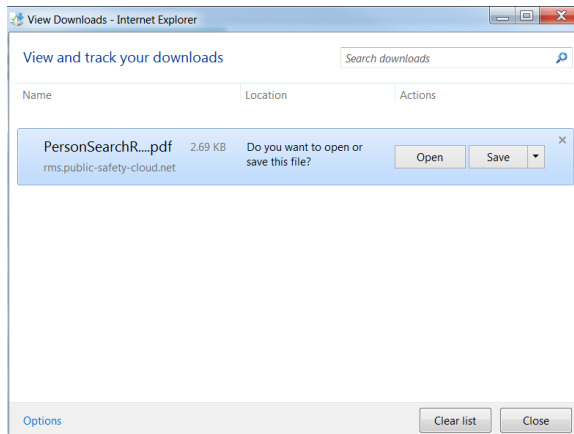 View Downloads - Internet Explorer
View and track your downloads
Search downloads
Name Location Actions
PersonSearchR....pdf 2.69 KB Do you want to open or save this file? Open Save
rms.public-safety-cloud.net
Options Clear list Close